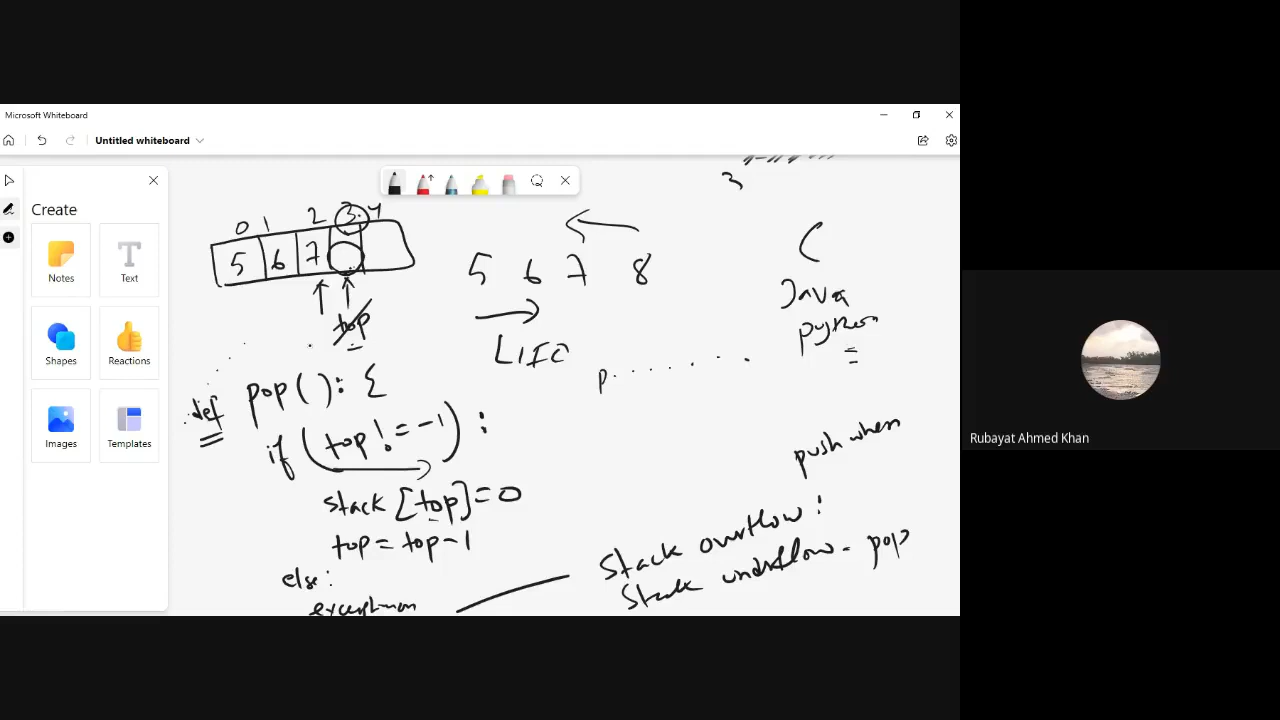 Microsoft Whiteboard
Untitled whiteboard
Create
Notes
Text
Shapes
Reactions
Images
Templates
3
0 1 2 3 4
5 6 7
top
5 6 7 8
LIFO
C
Java
python
def pop(): {
if (top != -1) :
stack [top] = 0
top = top - 1
else:
exception
p
push when
stack overflow :
stack underflow - pop
Rubayat Ahmed Khan